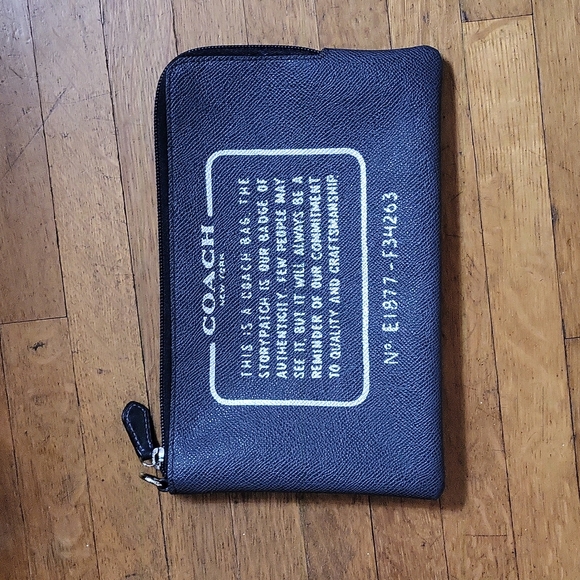 COACH
NEW YORK
THIS IS A COACH BAG. THE
STORYPATCH IS OUR BADGE OF
AUTHENTICITY. FEW PEOPLE MAY
SEE IT, BUT IT WILL ALWAYS BE A
REMINDER OF OUR COMMITMENT
TO QUALITY AND CRAFTSMANSHIP.
Nº. E1877-F34263